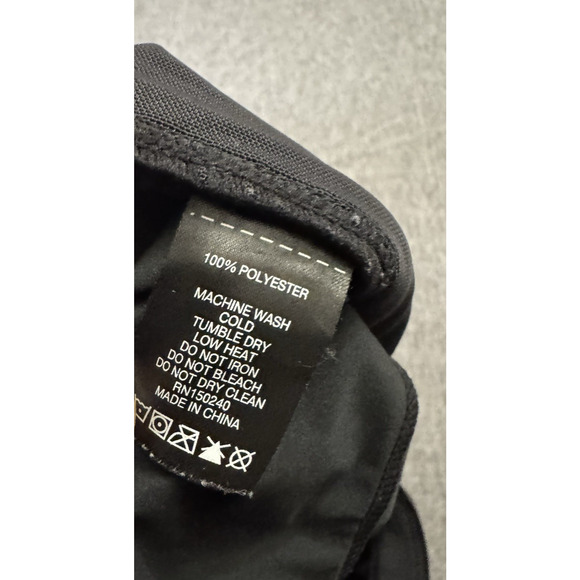 100% POLYESTER
MACHINE WASH
COLD
TUMBLE DRY
LOW HEAT
DO NOT IRON
DO NOT BLEACH
DO NOT DRY CLEAN
RN150240
MADE IN CHINA